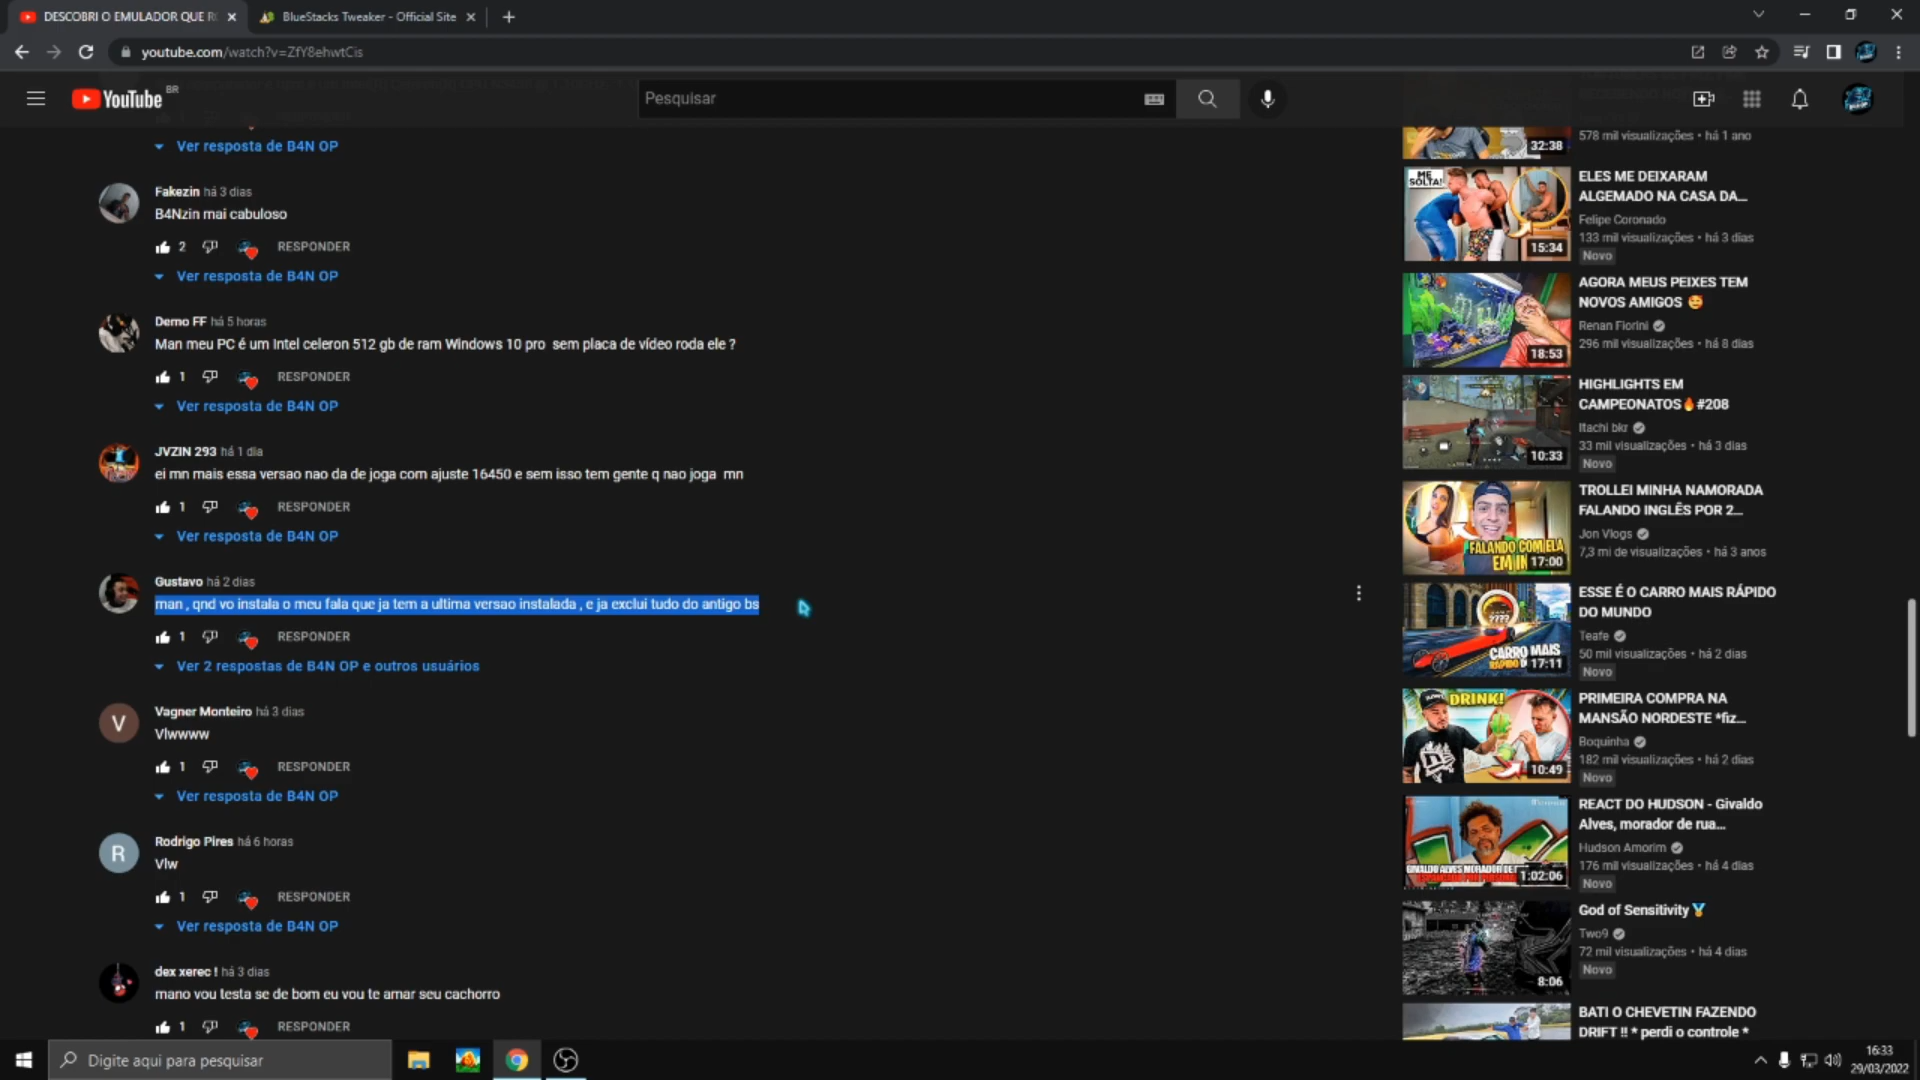 DESCOBRI O EMULADOR QUE R
BlueStacks Tweaker - Official Site
youtube.com/watch?v=ZfY8ehwtCis
YouTube BR
Pesquisar
Ver resposta de B4N OP
Fakezin há 3 dias
B4Nzin mai cabuloso
2 RESPONDER
Ver resposta de B4N OP
Demo FF há 5 horas
Man meu PC é um Intel celeron 512 gb de ram Windows 10 pro sem placa de vídeo roda ele ?
1 RESPONDER
Ver resposta de B4N OP
JVZIN 293 há 1 dia
ei mn mais essa versao nao da de joga com ajuste 16450 e sem isso tem gente q nao joga mn
1 RESPONDER
Ver resposta de B4N OP
Gustavo há 2 dias
man , qnd vo instala o meu fala que ja tem a ultima versao instalada , e ja exclui tudo do antigo bs
1 RESPONDER
Ver 2 respostas de B4N OP e outros usuários
V
Vagner Monteiro há 3 dias
Vlwwww
1 RESPONDER
Ver resposta de B4N OP
R
Rodrigo Pires há 6 horas
Vlw
1 RESPONDER
Ver resposta de B4N OP
dex xerec ! há 3 dias
mano vou testa se de bom eu vou te amar seu cachorro
1 RESPONDER
32:38
578 mil visualizações • há 1 ano
ME SOLTA!
15:34
ELES ME DEIXARAM
ALGEMADO NA CASA DA...
Felipe Coronado
133 mil visualizações • há 3 dias
Novo
18:53
AGORA MEUS PEIXES TEM
NOVOS AMIGOS 🥰
Renan Fiorini
296 mil visualizações • há 8 dias
10:33
HIGHLIGHTS EM
CAMPEONATOS🔥#208
Itachi bkr
33 mil visualizações • há 3 dias
Novo
FALANDO COM ELA
EM IN 17:00
TROLLEI MINHA NAMORADA
FALANDO INGLÊS POR 2...
Jon Vlogs
7,3 mi de visualizações • há 3 anos
????
CARRO MAIS
RÁPIDO D 17:11
ESSE É O CARRO MAIS RÁPIDO
DO MUNDO
Teafe
50 mil visualizações • há 2 dias
Novo
DRINK!
10:49
PRIMEIRA COMPRA NA
MANSÃO NORDESTE *fiz...
Boquinha
182 mil visualizações • há 2 dias
Novo
1:02:06
REACT DO HUDSON - Givaldo
Alves, morador de rua...
Hudson Amorim
176 mil visualizações • há 4 dias
Novo
8:06
God of Sensitivity🏅
Two9
72 mil visualizações • há 4 dias
Novo
BATI O CHEVETIN FAZENDO
DRIFT !! * perdi o controle *
Digite aqui para pesquisar
16:33
29/03/2022